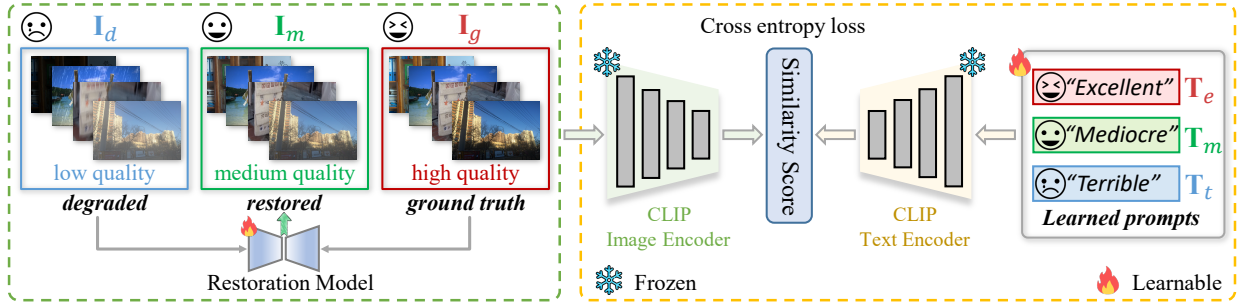 I_d
I_m
I_g
low quality
medium quality
high quality
degraded
restored
ground truth
Restoration Model
Cross entropy loss
CLIP
Image Encoder
Similarity Score
CLIP
Text Encoder
"Excellent" T_e
"Mediocre" T_m
"Terrible" T_t
Learned prompts
Frozen
Learnable